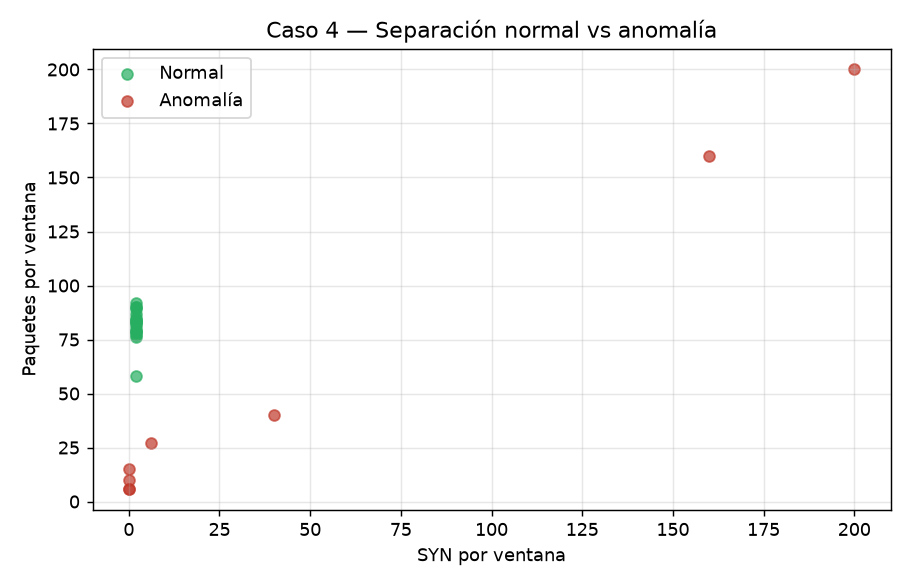 Caso 4 — Separación normal vs anomalía
Normal
Anomalía
Paquetes por ventana
200
175
150
125
100
75
50
25
0
0 25 50 75 100 125 150 175 200
SYN por ventana